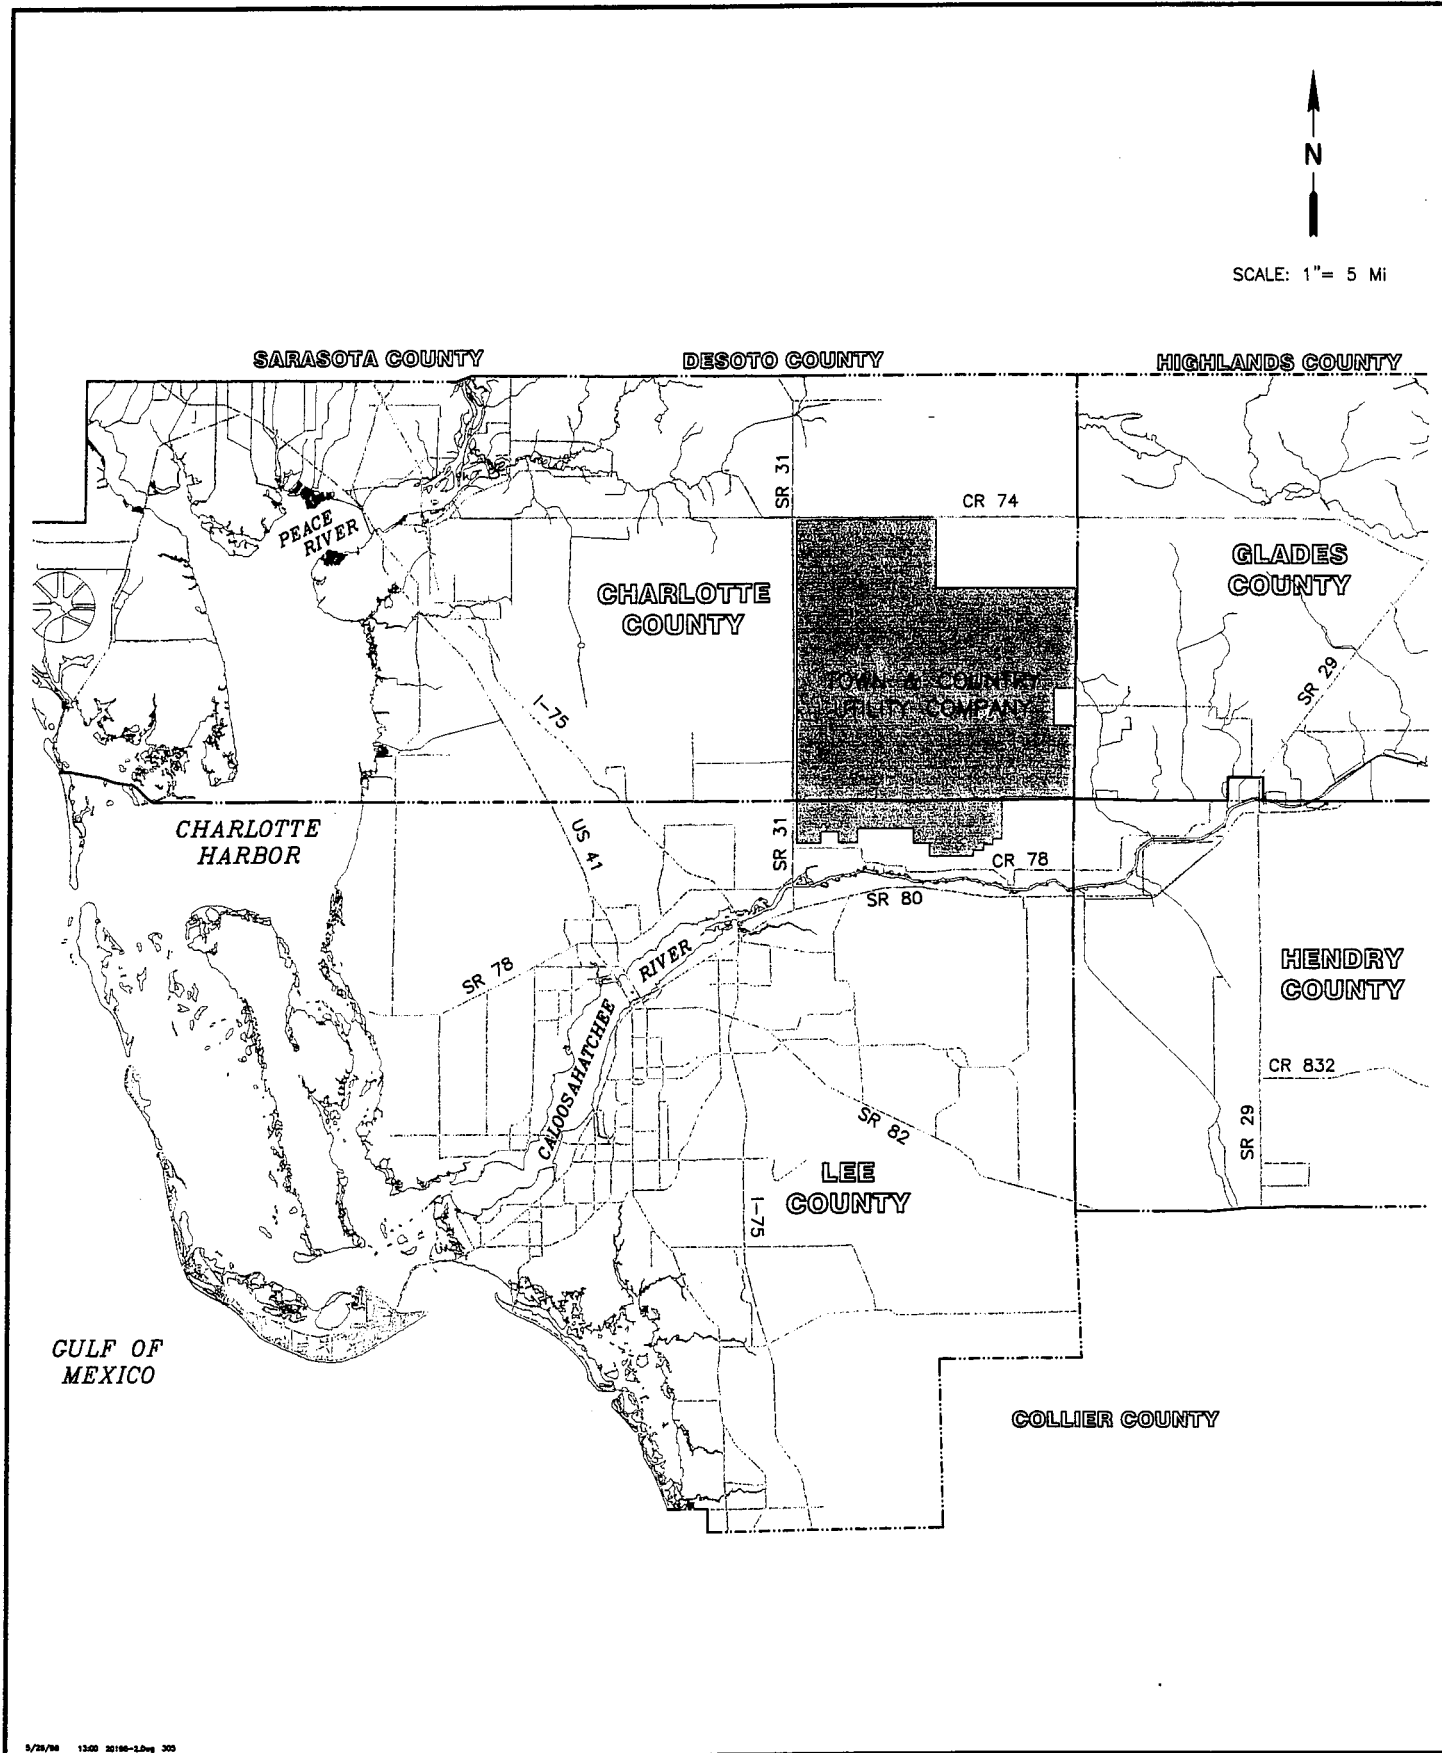 N
SCALE: 1"= 5 Mi
SARASOTA COUNTY
DESOTO COUNTY
HIGHLANDS COUNTY
SR 31
CR 74
PEACE
RIVER
GLADES
COUNTY
CHARLOTTE
COUNTY
TOWN & COUNTRY
UTILITY COMPANY
SR 29
I-75
CHARLOTTE
HARBOR
US 41
SR 31
CR 78
SR 80
RIVER
SR 78
HENDRY
COUNTY
CALOOSAHATCHEE
CR 832
SR 82
SR 29
LEE
COUNTY
I-75
GULF OF
MEXICO
COLLIER COUNTY
13:00